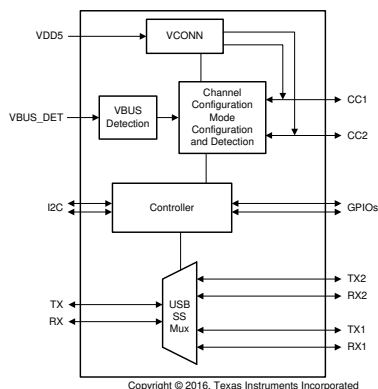 VDD5
VCONN
Channel
Configuration
Mode
Configuration
and Detection
CC1
VBUS_DET
VBUS
Detection
CC2
I2C
Controller
GPIOs
TX2
RX2
TX
RX
USB
SS
Mux
TX1
RX1
Copyright © 2016, Texas Instruments Incorporated